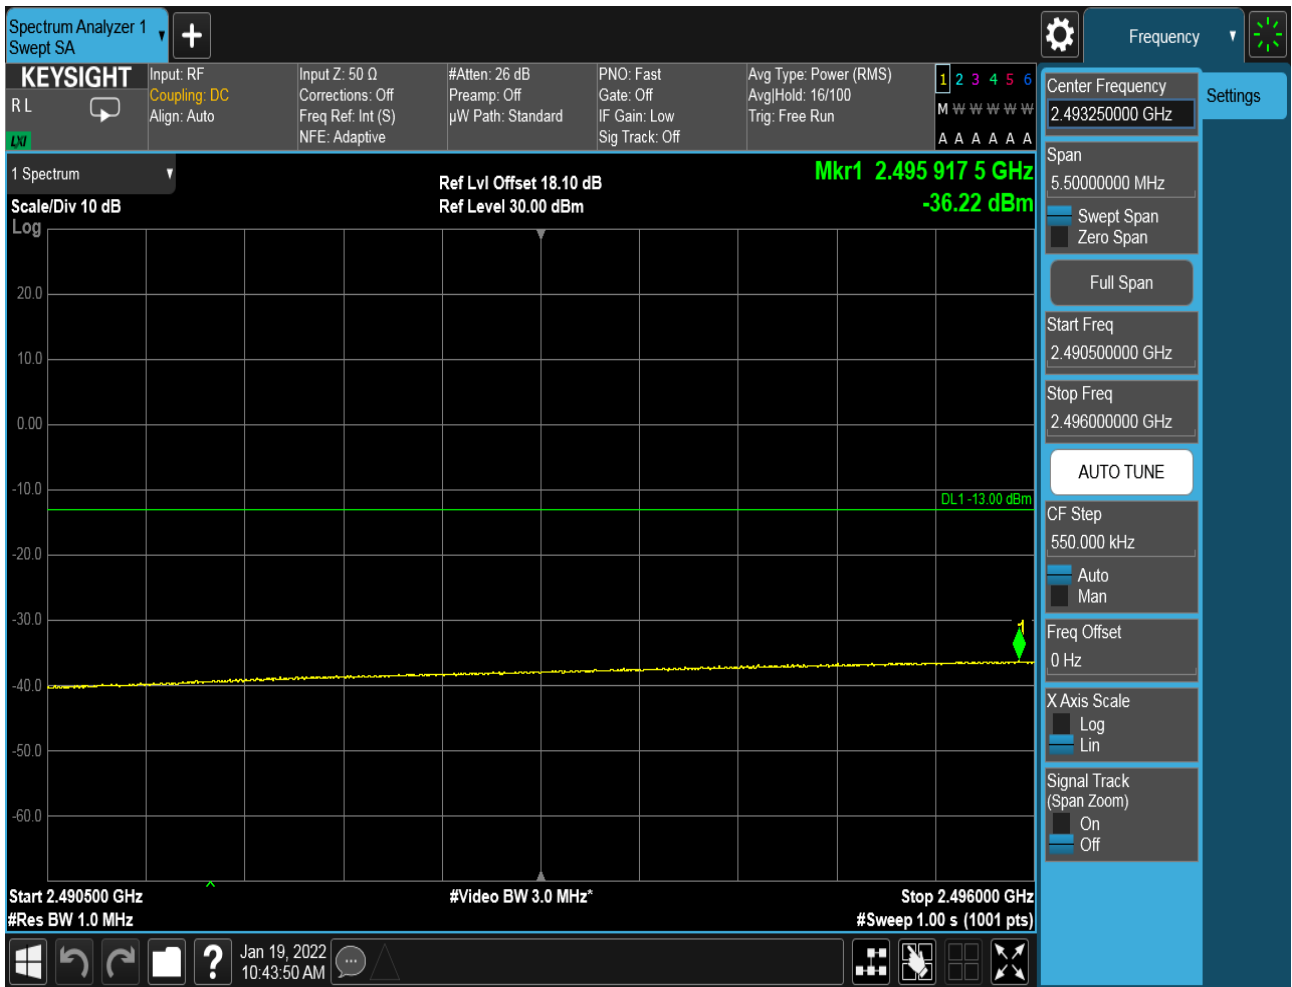 Spectrum Analyzer 1
Swept SA
Frequency
KEYSIGHT
R L
LXI
Input: RF
Coupling: DC
Align: Auto
Input Z: 50 Ω
Corrections: Off
Freq Ref: Int (S)
NFE: Adaptive
#Atten: 26 dB
Preamp: Off
µW Path: Standard
PNO: Fast
Gate: Off
IF Gain: Low
Sig Track: Off
Avg Type: Power (RMS)
Avg|Hold: 16/100
Trig: Free Run
1 2 3 4 5 6
M W W W W W
A A A A A A
1 Spectrum
Scale/Div 10 dB
Log
Ref Lvl Offset 18.10 dB
Ref Level 30.00 dBm
Mkr1 2.495 917 5 GHz
-36.22 dBm
20.0
10.0
0.00
-10.0
DL1 -13.00 dBm
-20.0
-30.0
1
-40.0
-50.0
-60.0
Start 2.490500 GHz
#Res BW 1.0 MHz
#Video BW 3.0 MHz*
Stop 2.496000 GHz
#Sweep 1.00 s (1001 pts)
Jan 19, 2022
10:43:50 AM
?
Center Frequency
2.493250000 GHz
Settings
Span
5.50000000 MHz
Swept Span
Zero Span
Full Span
Start Freq
2.490500000 GHz
Stop Freq
2.496000000 GHz
AUTO TUNE
CF Step
550.000 kHz
Auto
Man
Freq Offset
0 Hz
X Axis Scale
Log
Lin
Signal Track
(Span Zoom)
On
Off